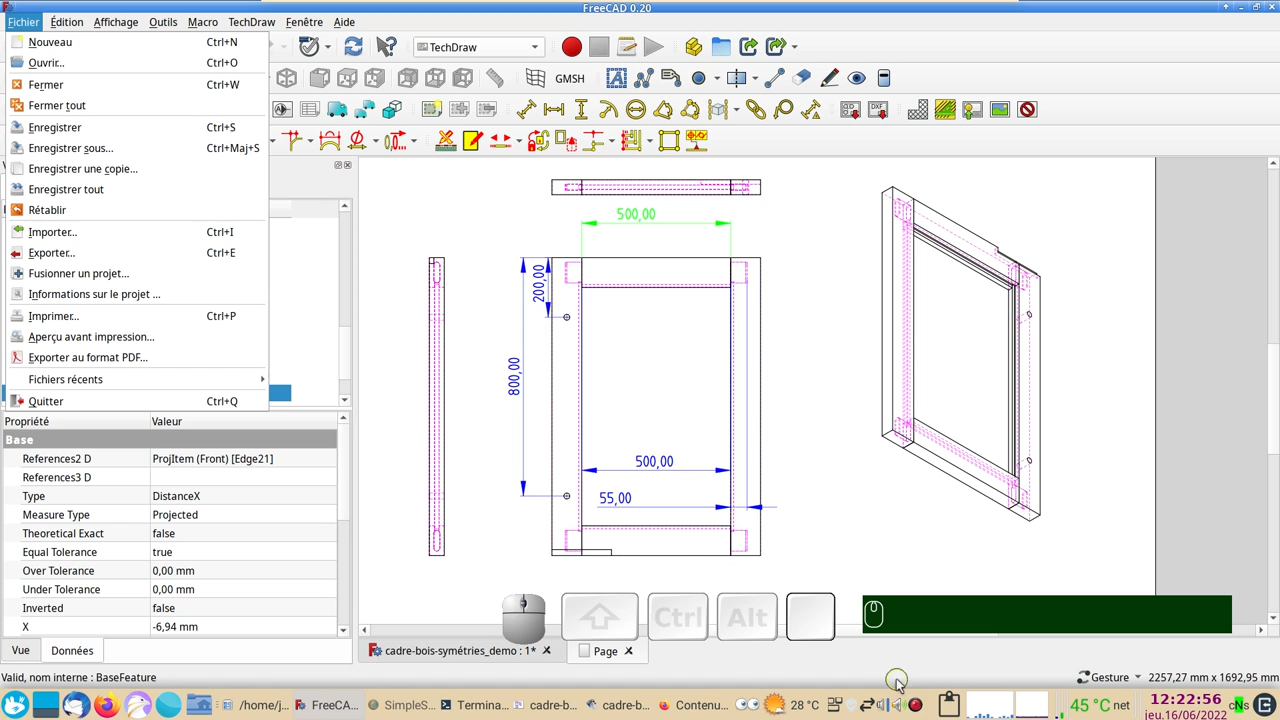 FreeCAD 0.20
Fichier Édition Affichage Outils Macro TechDraw Fenêtre Aide
Nouveau Ctrl+N
Ouvrir... Ctrl+O
Fermer Ctrl+W
Fermer tout
Enregistrer Ctrl+S
Enregistrer sous... Ctrl+Maj+S
Enregistrer une copie...
Enregistrer tout
Rétablir
Importer... Ctrl+I
Exporter... Ctrl+E
Fusionner un projet...
Informations sur le projet ...
Imprimer... Ctrl+P
Aperçu avant impression...
Exporter au format PDF...
Fichiers récents
Quitter Ctrl+Q
TechDraw
GMSH
Propriété Valeur
Base
References2 D ProjItem (Front) [Edge21]
References3 D
Type DistanceX
Measure Type Projected
Theoretical Exact false
Equal Tolerance true
Over Tolerance 0,00 mm
Under Tolerance 0,00 mm
Inverted false
X -6,94 mm
Vue Données
500,00
200,00
800,00
500,00
55,00
Ctrl Alt
cadre-bois-symétries_demo : 1* Page
Valid, nom interne : BaseFeature
Gesture 2257,27 mm x 1692,95 mm
/home/j... FreeCA... SimpleS... Termina... cadre-b... cadre-b... Contenu... 28 °C 45 °C net 12:22:56 cNs
jeu.16/06/2022